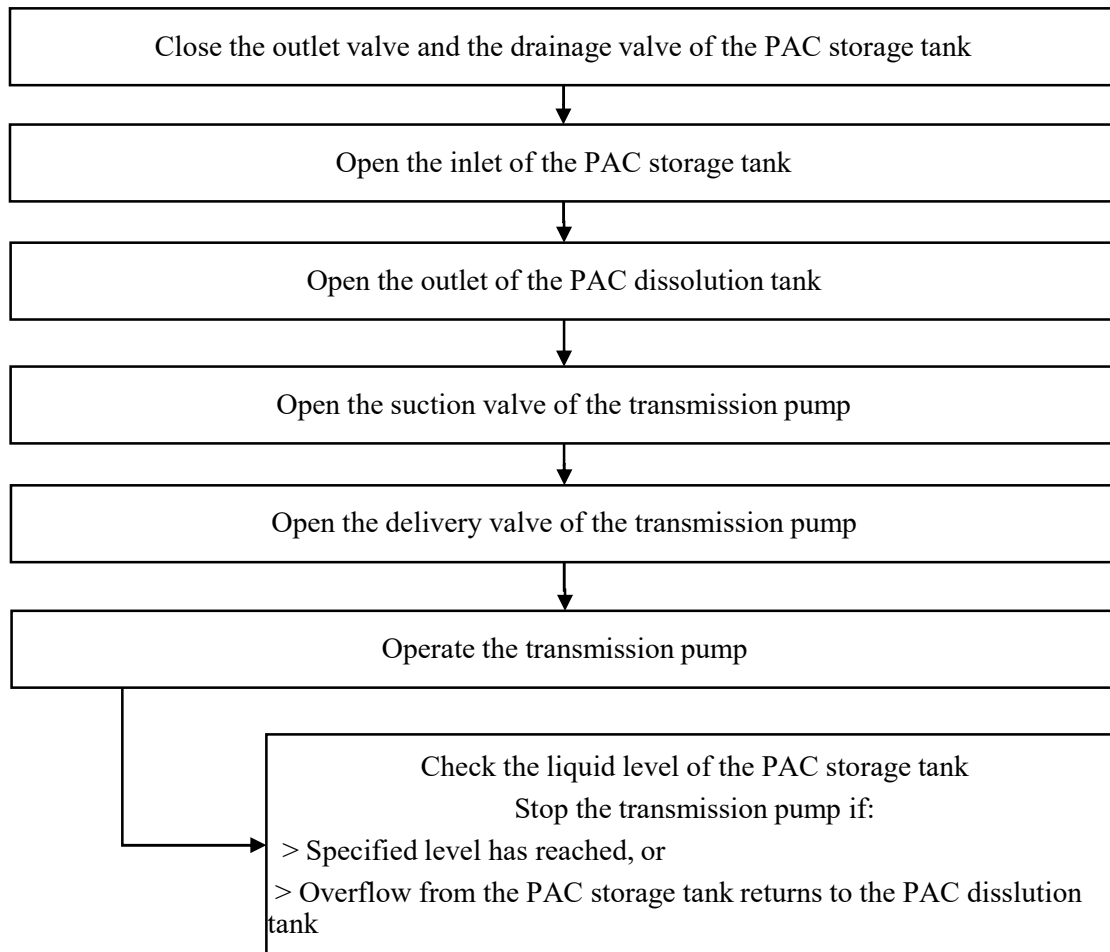 Close the outlet valve and the drainage valve of the PAC storage tank
Open the inlet of the PAC storage tank
Open the outlet of the PAC dissolution tank
Open the suction valve of the transmission pump
Open the delivery valve of the transmission pump
Operate the transmission pump
Check the liquid level of the PAC storage tank
Stop the transmission pump if:
> Specified level has reached, or
> Overflow from the PAC storage tank returns to the PAC disslution
tank